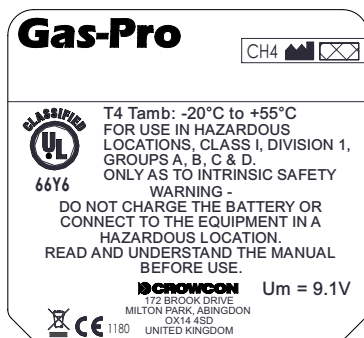 Gas-Pro
CH4
CLASSIFIED
UL
66Y6
T4 Tamb: -20°C to +55°C
FOR USE IN HAZARDOUS
LOCATIONS, CLASS I, DIVISION 1,
GROUPS A, B, C & D.
ONLY AS TO INTRINSIC SAFETY
WARNING -
DO NOT CHARGE THE BATTERY OR
CONNECT TO THE EQUIPMENT IN A
HAZARDOUS LOCATION.
READ AND UNDERSTAND THE MANUAL
BEFORE USE.
CROWCON Um = 9.1V
172 BROOK DRIVE
MILTON PARK, ABINGDON
OX14 4SD
CE 1180 UNITED KINGDOM